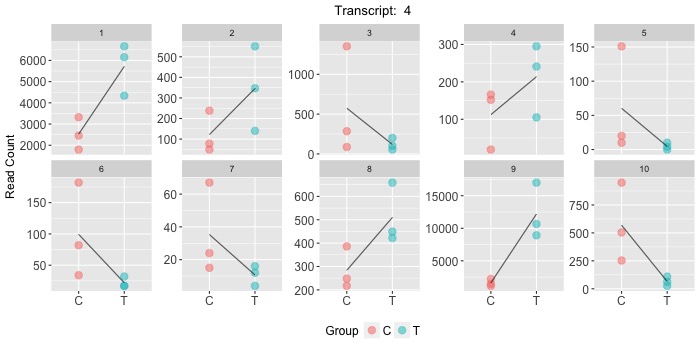 Transcript: 4
1 2 3 4 5
6000 5000 4000 3000 2000
500 400 300 200 100
1000 500 0
300 200 100
150 100 50 0
Read Count
6 7 8 9 10
150 100 50
60 40 20
600 500 400 300 200
15000 10000 5000
750 500 250 0
C T C T C T C T C T
Group C T